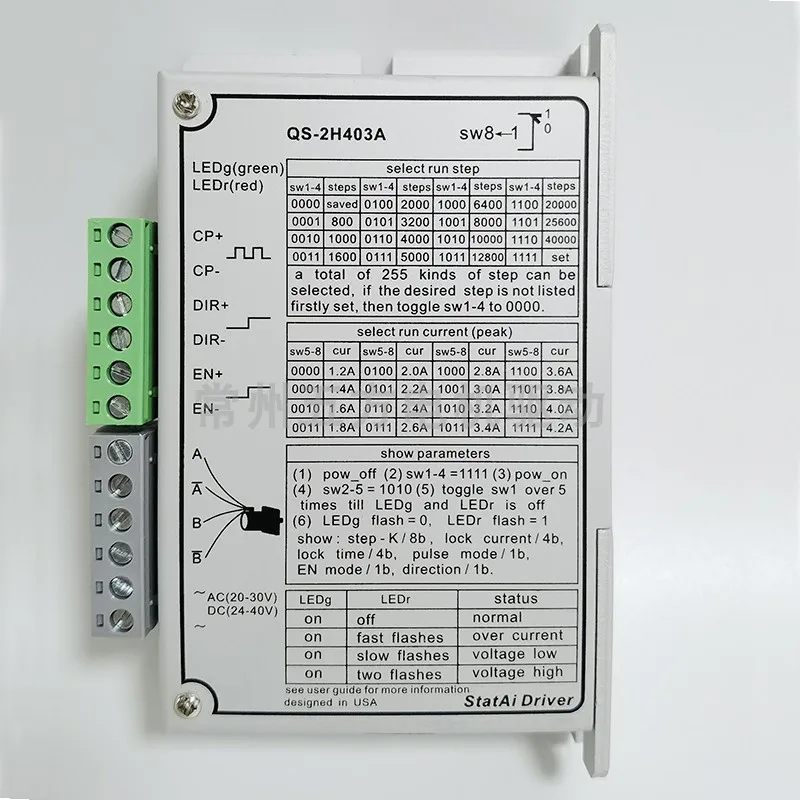 QS-2H403A
sw8←1
1
0
LEDg(green)
LEDr(red)
CP+
CP-
DIR+
DIR-
EN+
EN-
A
A̅
B
B̅
~ AC(20-30V)
DC(24-40V)
~
select run step
sw1-4 steps sw1-4 steps sw1-4 steps sw1-4 steps
0000 saved 0100 2000 1000 6400 1100 20000
0001 800 0101 3200 1001 8000 1101 25600
0010 1000 0110 4000 1010 10000 1110 40000
0011 1600 0111 5000 1011 12800 1111 set
a total of 255 kinds of step can be
selected, if the desired step is not listed
firstly set, then toggle sw1-4 to 0000.
select run current (peak)
sw5-8 cur sw5-8 cur sw5-8 cur sw5-8 cur
0000 1.2A 0100 2.0A 1000 2.8A 1100 3.6A
0001 1.4A 0101 2.2A 1001 3.0A 1101 3.8A
0010 1.6A 0110 2.4A 1010 3.2A 1110 4.0A
0011 1.8A 0111 2.6A 1011 3.4A 1111 4.2A
show parameters
(1) pow_off (2) sw1-4 =1111 (3) pow_on
(4) sw2-5 = 1010 (5) toggle sw1 over 5
times till LEDg and LEDr is off
(6) LEDg flash = 0, LEDr flash = 1
show : step - K / 8b , lock current / 4b,
lock time / 4b, pulse mode / 1b,
EN mode / 1b, direction / 1b.
LEDg LEDr status
on off normal
on fast flashes over current
on slow flashes voltage low
on two flashes voltage high
see user guide for more information
designed in USA
StatAi Driver